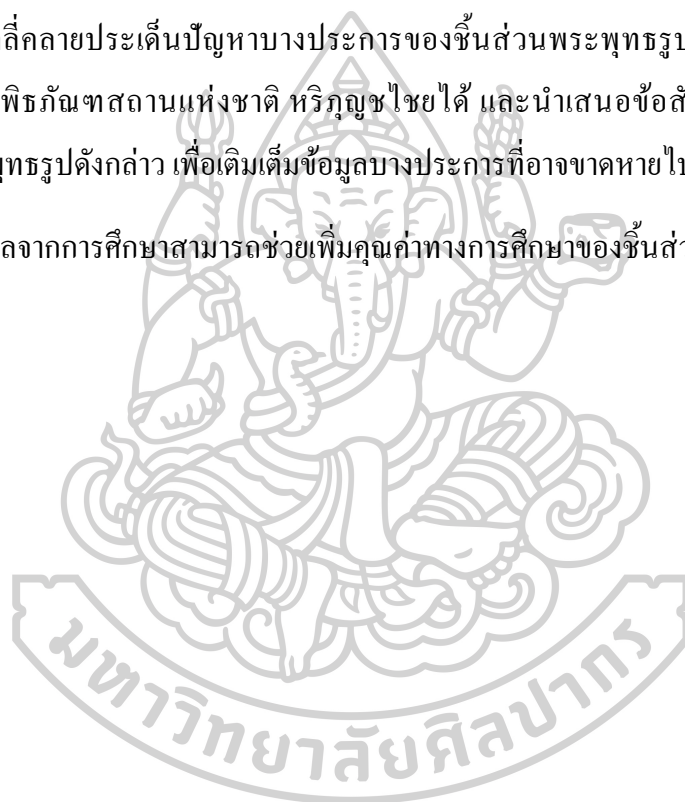 ลี่คลายประเด็นปัญหาบางประการของชิ้นส่วนพระพุทธรูป
พิธภัณฑสถานแห่งชาติ หริภุญชไชยได้ และนำเสนอข้อสั
ุทธรูปดังกล่าว เพื่อเติมเต็มข้อมูลบางประการที่อาจขาดหายไป
ลจากการศึกษาสามารถช่วยเพิ่มคุณค่าทางการศึกษาของชิ้นส่ว
มหาวิทยาลัยศิลปากร